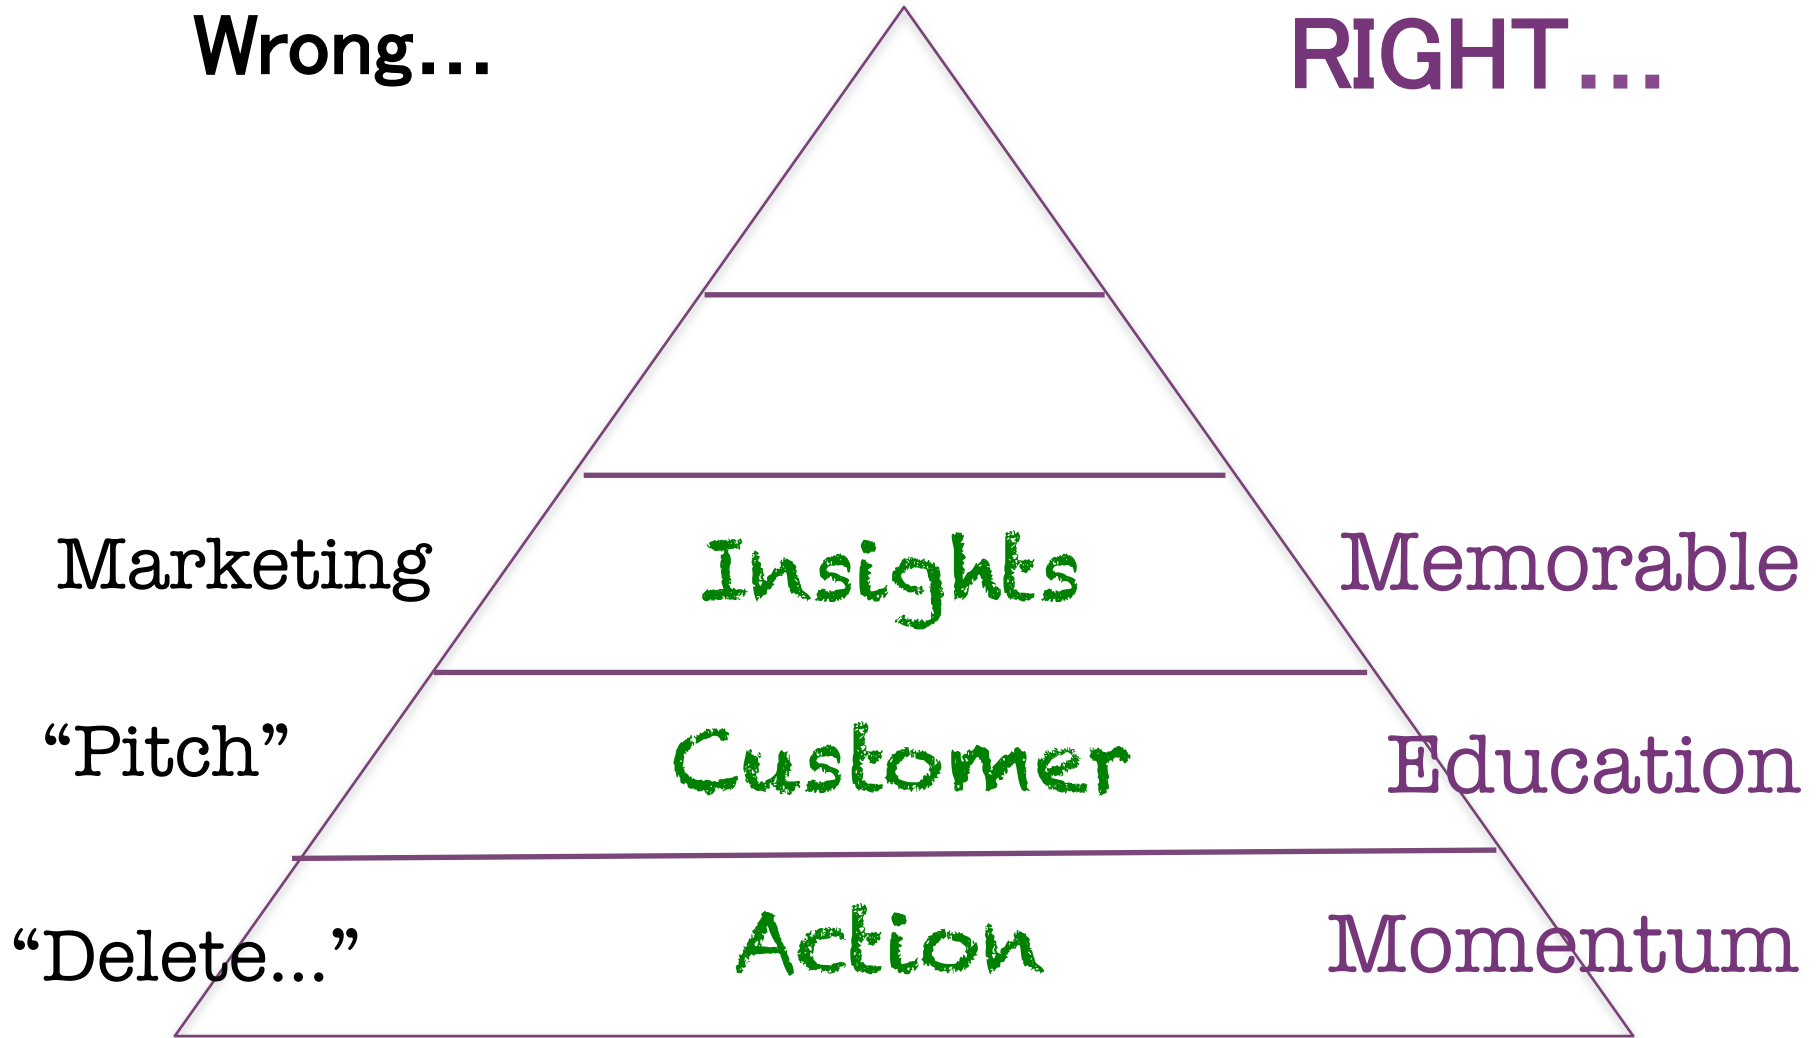 Wrong...
RIGHT...
Marketing
Insights
Memorable
“Pitch”
Customer
Education
“Delete...”
Action
Momentum